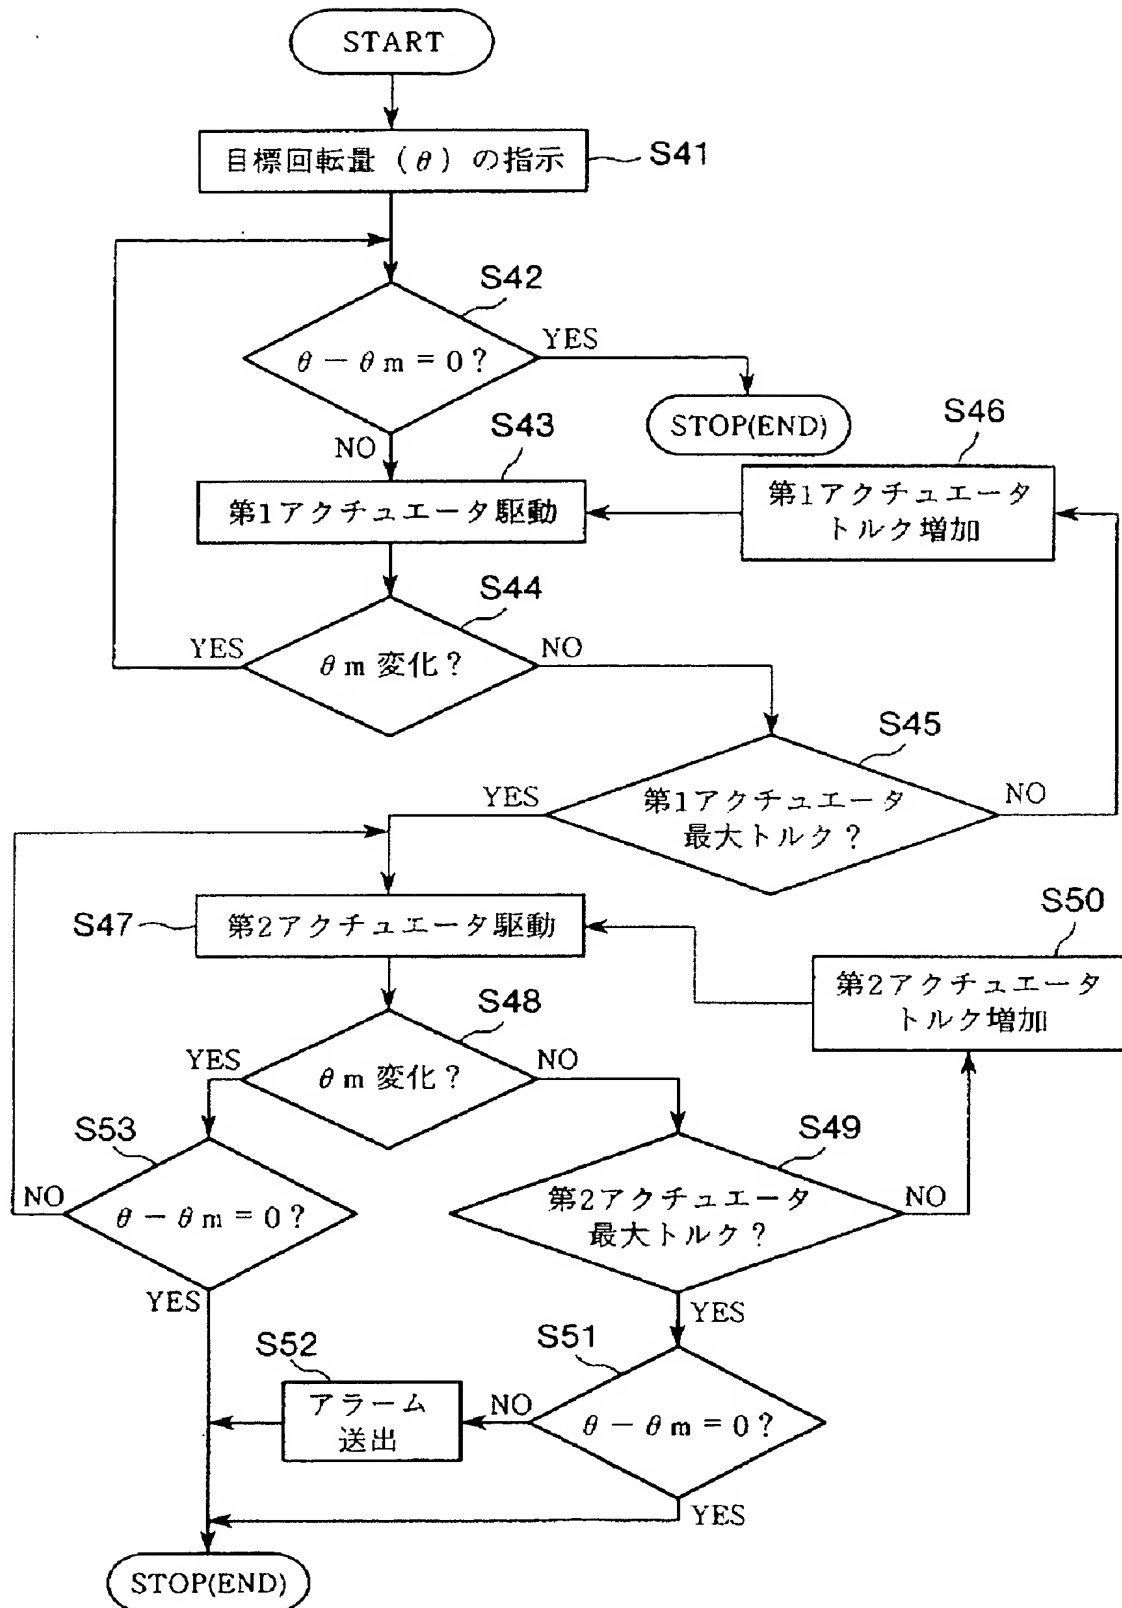 START
目標回転量（θ）の指示
S41
S42
θ－θm＝0？
YES
STOP(END)
NO
S43
第1アクチュエータ駆動
S46
第1アクチュエータ
トルク増加
S44
θm 変化？
YES
NO
S45
第1アクチュエータ
最大トルク？
YES
NO
S47
第2アクチュエータ駆動
S50
第2アクチュエータ
トルク増加
S48
θm 変化？
YES
NO
S53
θ－θm＝0？
NO
YES
S49
第2アクチュエータ
最大トルク？
NO
YES
S51
θ－θm＝0？
NO
YES
S52
アラーム
送出
STOP(END)